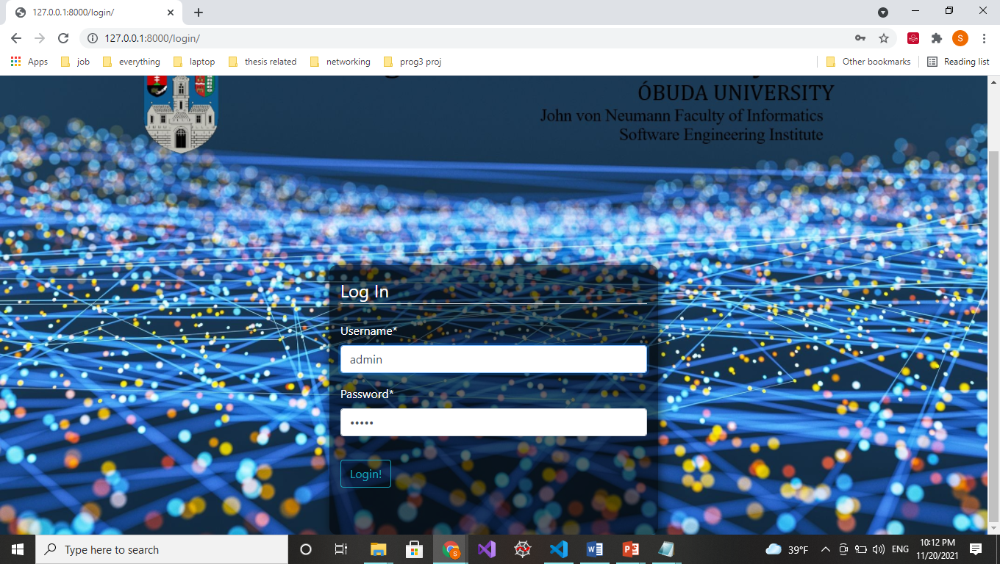 127.0.0.1:8000/login/
127.0.0.1:8000/login/
S
Apps
job
everything
laptop
thesis related
networking
prog3 proj
Other bookmarks
Reading list
ÓBUDA UNIVERSITY
John von Neumann Faculty of Informatics
Software Engineering Institute
Log In
Username*
admin
Password*
•••••
Login!
Type here to search
39°F
ENG
10:12 PM
11/20/2021